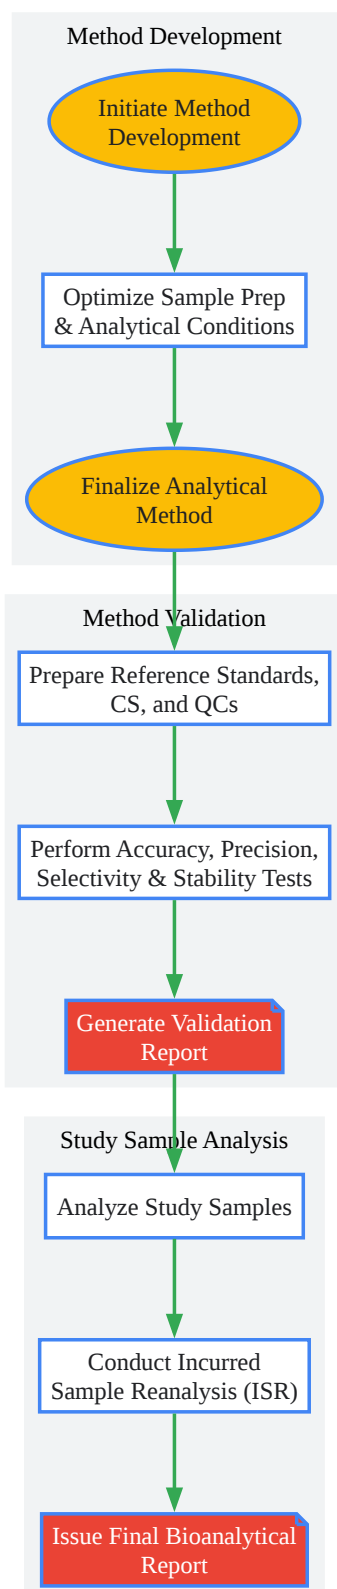 Method Development
Initiate Method
Development
Optimize Sample Prep
& Analytical Conditions
Finalize Analytical
Method
Method Validation
Prepare Reference Standards,
CS, and QCs
Perform Accuracy, Precision,
Selectivity & Stability Tests
Generate Validation
Report
Study Sample Analysis
Analyze Study Samples
Conduct Incurred
Sample Reanalysis (ISR)
Issue Final Bioanalytical
Report